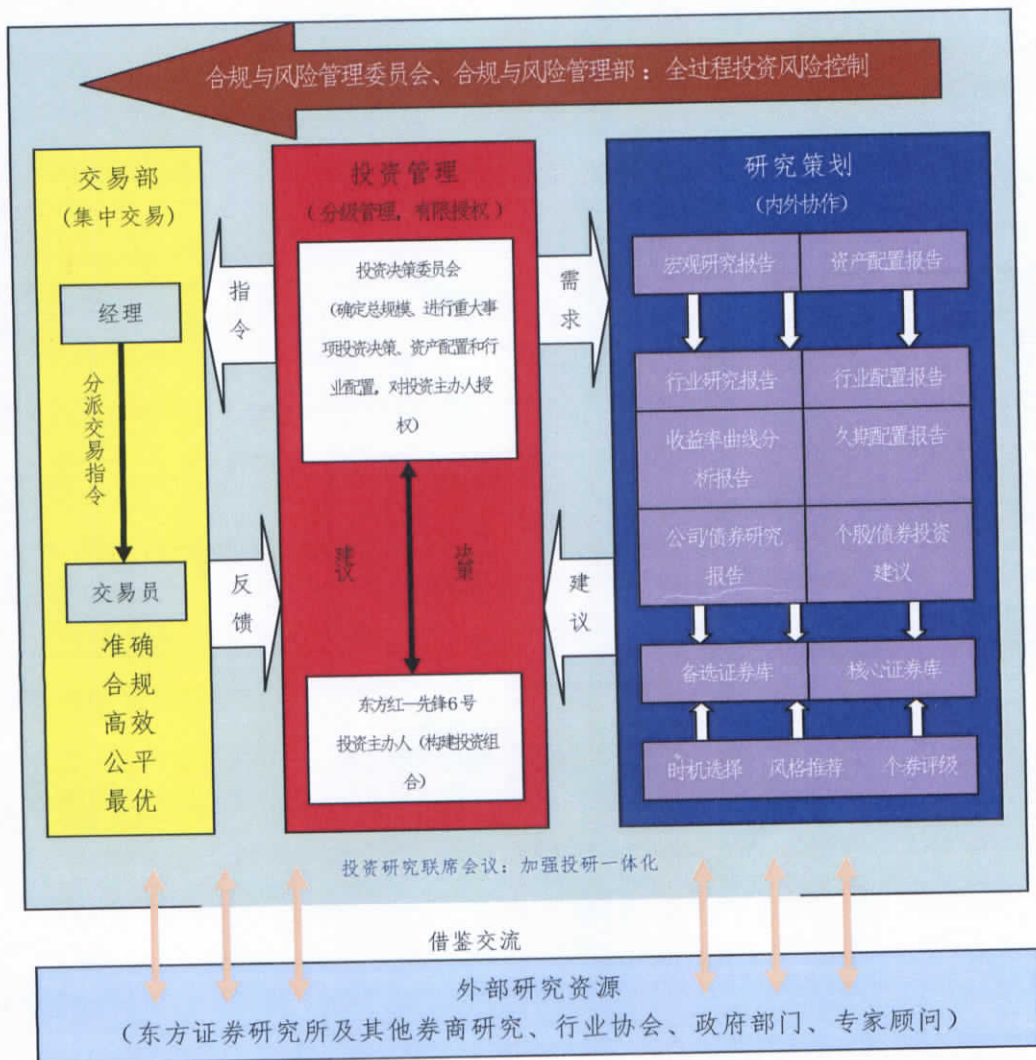 合规与风险管理委员会、合规与风险管理部：全过程投资风险控制
交易部
(集中交易)
经理
分派交易指令
交易员
准确
合规
高效
公平
最优
指
令
反
馈
投资管理
(分级管理，有限授权)
投资决策委员会
(确定总规模、进行重大事
项投资决策、资产配置和行
业配置，对投资主办人授
权)
建议
决策
东方红—先锋6号
投资主办人(构建投资组
合)
需
求
建
议
研究策划
(内外协作)
宏观研究报告
资产配置报告
行业研究报告
行业配置报告
收益率曲线分
析报告
久期配置报告
公司/债券研究
报告
个股/债券投资
建议
备选证券库
核心证券库
时机选择
风格推荐
个券评级
投资研究联席会议：加强投研一体化
借鉴交流
外部研究资源
(东方证券研究所及其他券商研究、行业协会、政府部门、专家顾问)